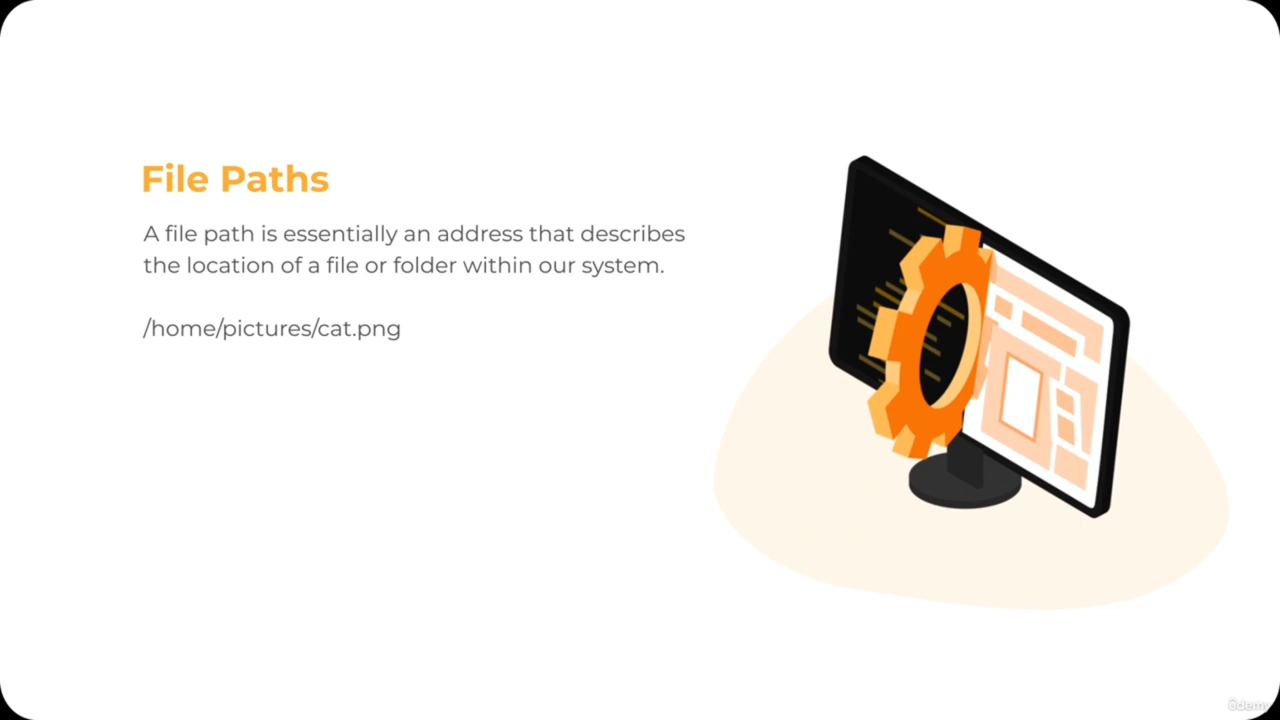 File Paths
A file path is essentially an address that describes
the location of a file or folder within our system.
/home/pictures/cat.png
ûdemy